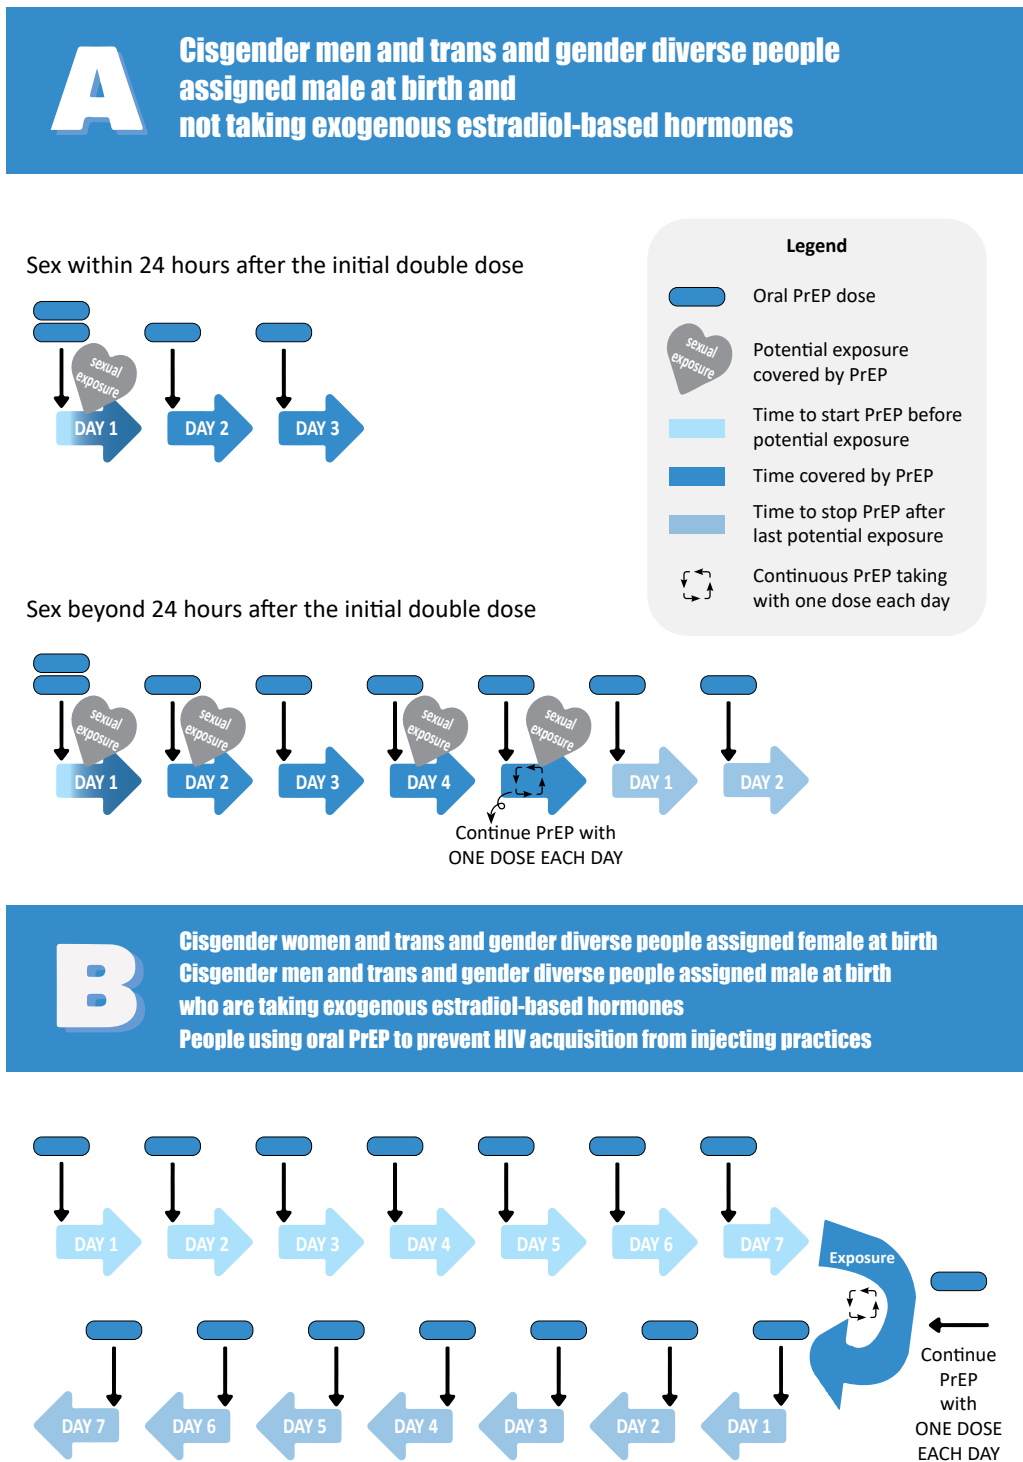 A
Cisgender men and trans and gender diverse people
assigned male at birth and
not taking exogenous estradiol-based hormones
Sex within 24 hours after the initial double dose
sexual
exposure
DAY 1
DAY 2
DAY 3
Legend
Oral PrEP dose
sexual
exposure
Potential exposure
covered by PrEP
Time to start PrEP before
potential exposure
Time covered by PrEP
Time to stop PrEP after
last potential exposure
Continuous PrEP taking
with one dose each day
Sex beyond 24 hours after the initial double dose
sexual
exposure
sexual
exposure
sexual
exposure
sexual
exposure
DAY 1
DAY 2
DAY 3
DAY 4
DAY 1
DAY 2
Continue PrEP with
ONE DOSE EACH DAY
B
Cisgender women and trans and gender diverse people assigned female at birth
Cisgender men and trans and gender diverse people assigned male at birth
who are taking exogenous estradiol-based hormones
People using oral PrEP to prevent HIV acquisition from injecting practices
DAY 1
DAY 2
DAY 3
DAY 4
DAY 5
DAY 6
DAY 7
Exposure
Continue
PrEP
with
ONE DOSE
EACH DAY
DAY 7
DAY 6
DAY 5
DAY 4
DAY 3
DAY 2
DAY 1